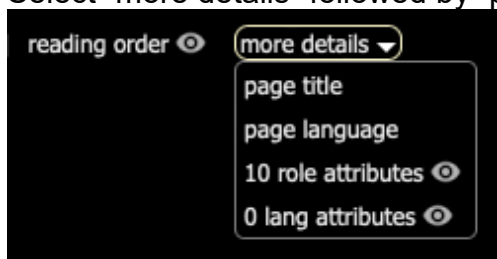 Select "more details" followed by "p
reading order
more details
page title
page language
10 role attributes
0 lang attributes